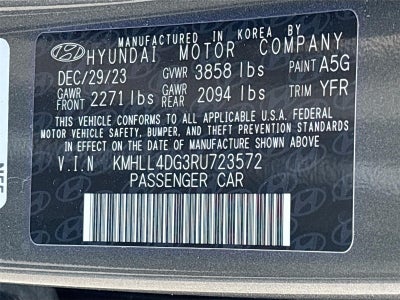 MANUFACTURED IN KOREA BY
HYUNDAI MOTOR COMPANY
DEC/29/23 GVWR 3858 lbs PAINT A5G
GAWR FRONT 2271 lbs GAWR REAR 2094 lbs TRIM YFR
THIS VEHICLE CONFORMS TO ALL APPLICABLE U.S. FEDERAL
MOTOR VEHICLE SAFETY, BUMPER, AND THEFT PREVENTION STANDARDS
IN EFFECT ON THE DATE OF MANUFACTURE SHOWN ABOVE
V.I.N KMHLL4DG3RU723572
PASSENGER CAR